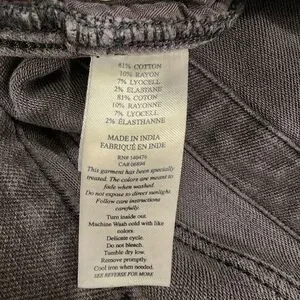 81% COTTON
10% RAYON
7% LYOCELL
2% ELASTANE
81% COTON
10% RAYONNE
7% LYOCELL
2% ÉLASTHANNE
MADE IN INDIA
FABRIQUÉ EN INDE
RN# 140475
CA# 06894
This garment has been specially
treated. The colors are meant to
fade when washed.
Do not expose to direct sunlight.
Follow care instructions
carefully.
Turn inside out.
Machine Wash cold with like
colors.
Delicate cycle.
Do not bleach.
Tumble dry low.
Remove promptly.
Cool iron when needed.
SEE REVERSE FOR MORE